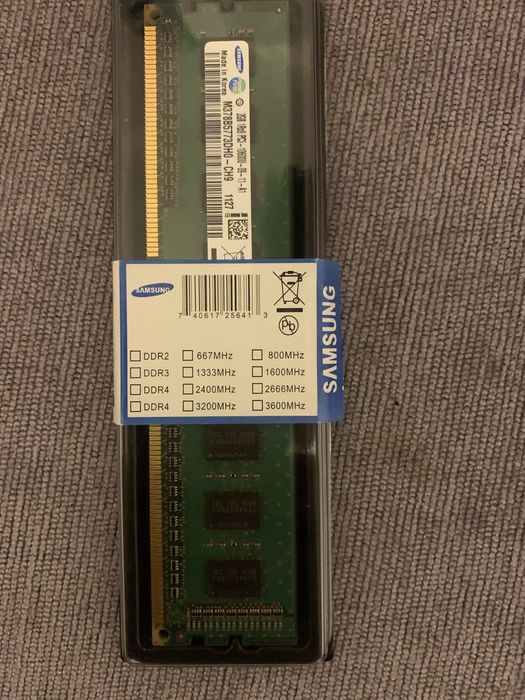 SAMSUNG
Made in Korea
2GB 1Rx8 PC3 - 10600U-09-11-A1
M378B5773DH0-CH9 1127
SAMSUNG
7 40617 25641 3
Pb
DDR2 667MHz 800MHz
DDR3 1333MHz 1600MHz
DDR4 2400MHz 2666MHz
DDR4 3200MHz 3600MHz
SAMSUNG